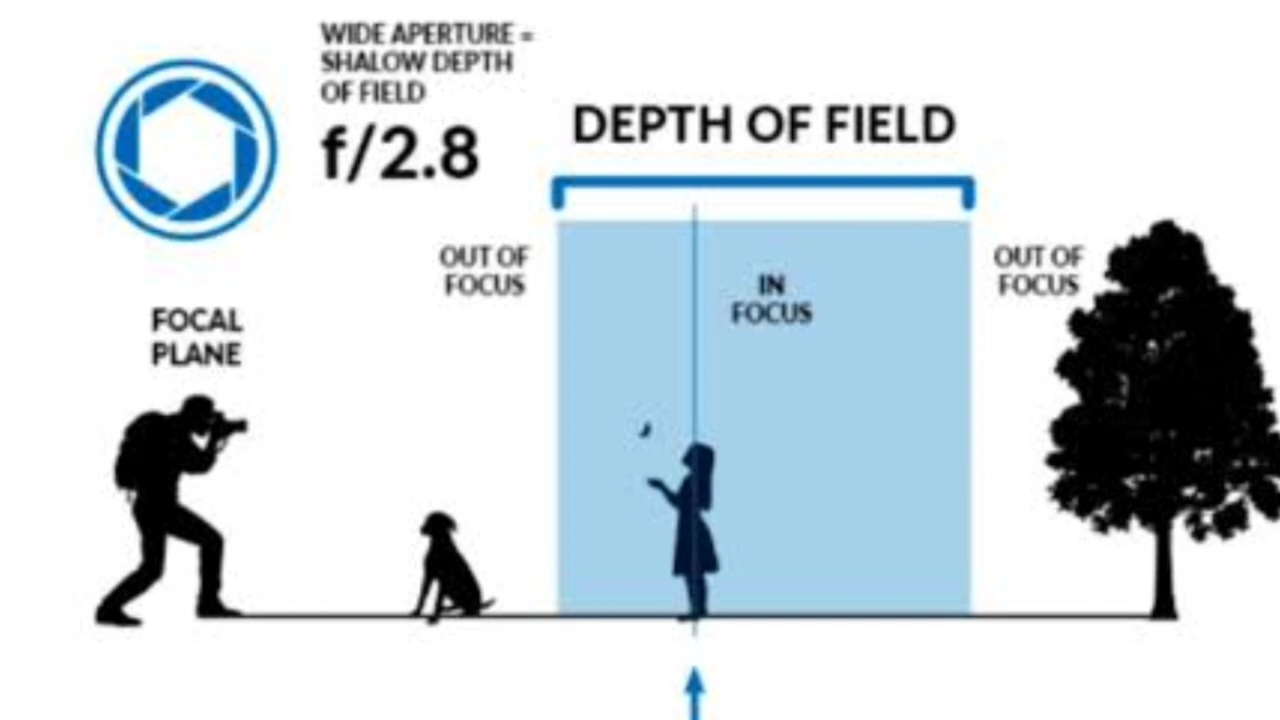 WIDE APERTURE =
SHALOW DEPTH
OF FIELD
f/2.8
DEPTH OF FIELD
OUT OF
FOCUS
IN
FOCUS
OUT OF
FOCUS
FOCAL
PLANE